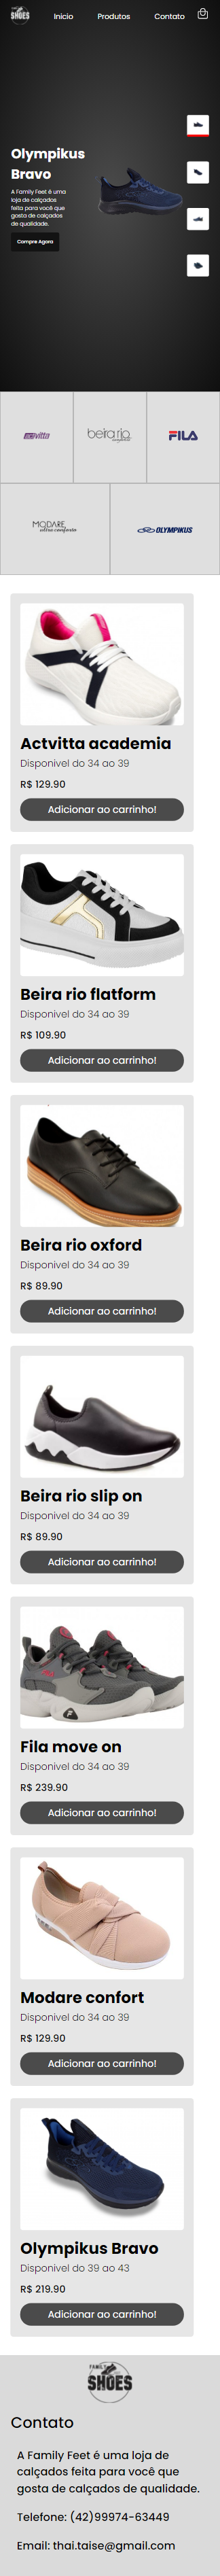 SHOES
Inicio Produtos Contato
Olympikus
Bravo
A Family Feet é uma
loja de calçados
feita para você que
gosta de calçados
de qualidade.
Compre Agora
actvitta beira rio FILA
MODARE OLYMPIKUS
Actvitta academia
Disponivel do 34 ao 39
R$ 129.90
Adicionar ao carrinho!
Beira rio flatform
Disponivel do 34 ao 39
R$ 109.90
Adicionar ao carrinho!
Beira rio oxford
Disponivel do 34 ao 39
R$ 89.90
Adicionar ao carrinho!
Beira rio slip on
Disponivel do 34 ao 39
R$ 89.90
Adicionar ao carrinho!
Fila move on
Disponivel do 34 ao 39
R$ 239.90
Adicionar ao carrinho!
Modare confort
Disponivel do 34 ao 39
R$ 129.90
Adicionar ao carrinho!
Olympikus Bravo
Disponivel do 39 ao 43
R$ 219.90
Adicionar ao carrinho!
FAMILY
SHOES
Contato
A Family Feet é uma loja de
calçados feita para você que
gosta de calçados de qualidade.
Telefone: (42)99974-63449
Email: thai.taise@gmail.com